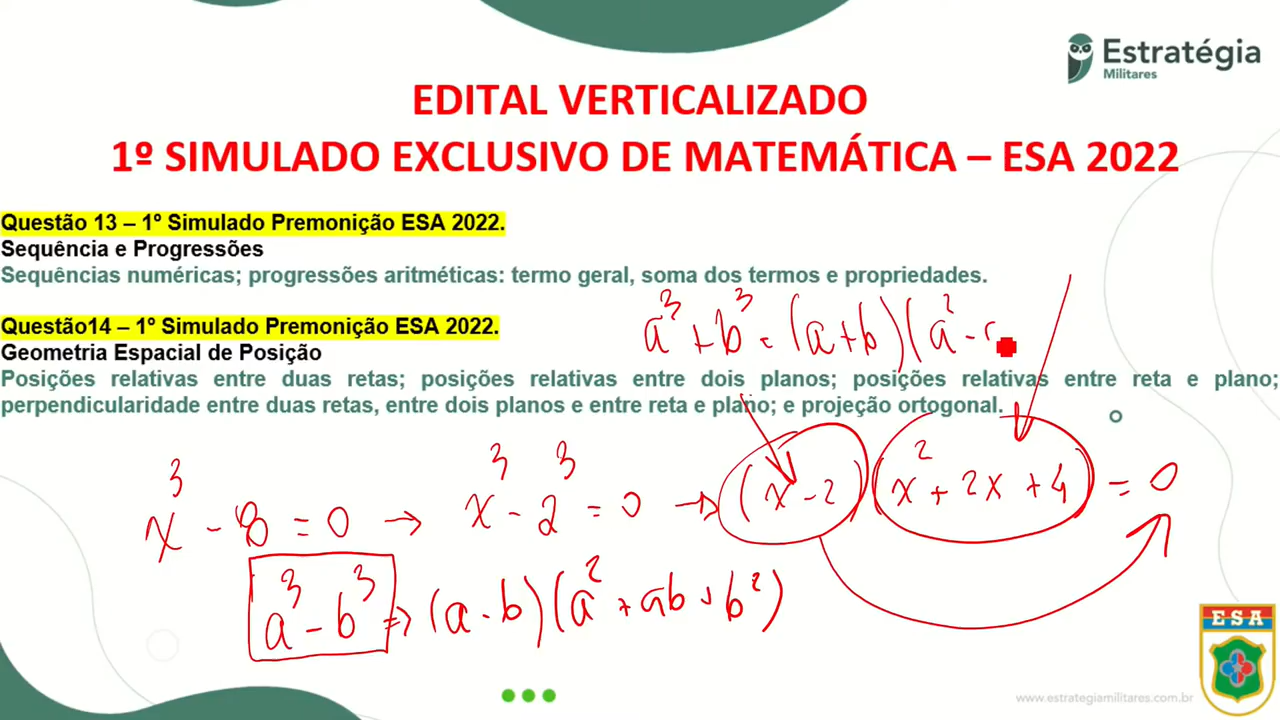 Estratégia
Militares
EDITAL VERTICALIZADO
1º SIMULADO EXCLUSIVO DE MATEMÁTICA – ESA 2022
Questão 13 – 1º Simulado Premonição ESA 2022.
Sequência e Progressões
Sequências numéricas; progressões aritméticas: termo geral, soma dos termos e propriedades.
a³ + b³ = (a+b)(a² -
Questão14 – 1º Simulado Premonição ESA 2022.
Geometria Espacial de Posição
Posições relativas entre duas retas; posições relativas entre dois planos; posições relativas entre reta e plano;
perpendicularidade entre duas retas, entre dois planos e entre reta e plano; e projeção ortogonal.
x³ - 8 = 0 → x³ - 2³ = 0 → (x - 2) (x² + 2x + 4) = 0
a³ - b³ => (a - b)(a² + ab + b²)
ESA
www.estrategiamilitares.com.br